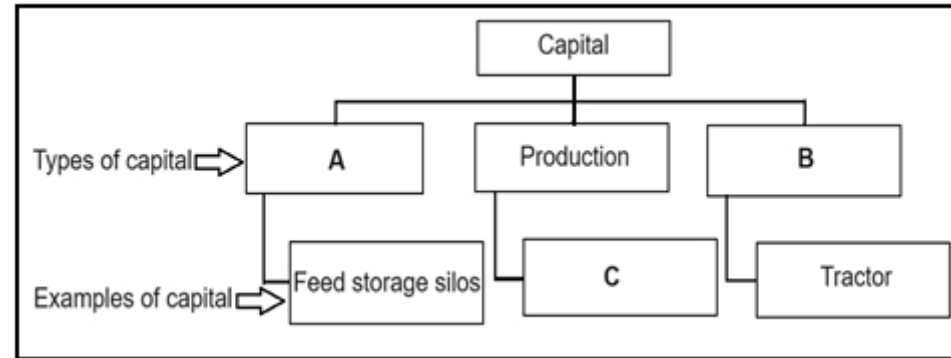 Capital
Types of capital
A
Production
B
Examples of capital
Feed storage silos
C
Tractor